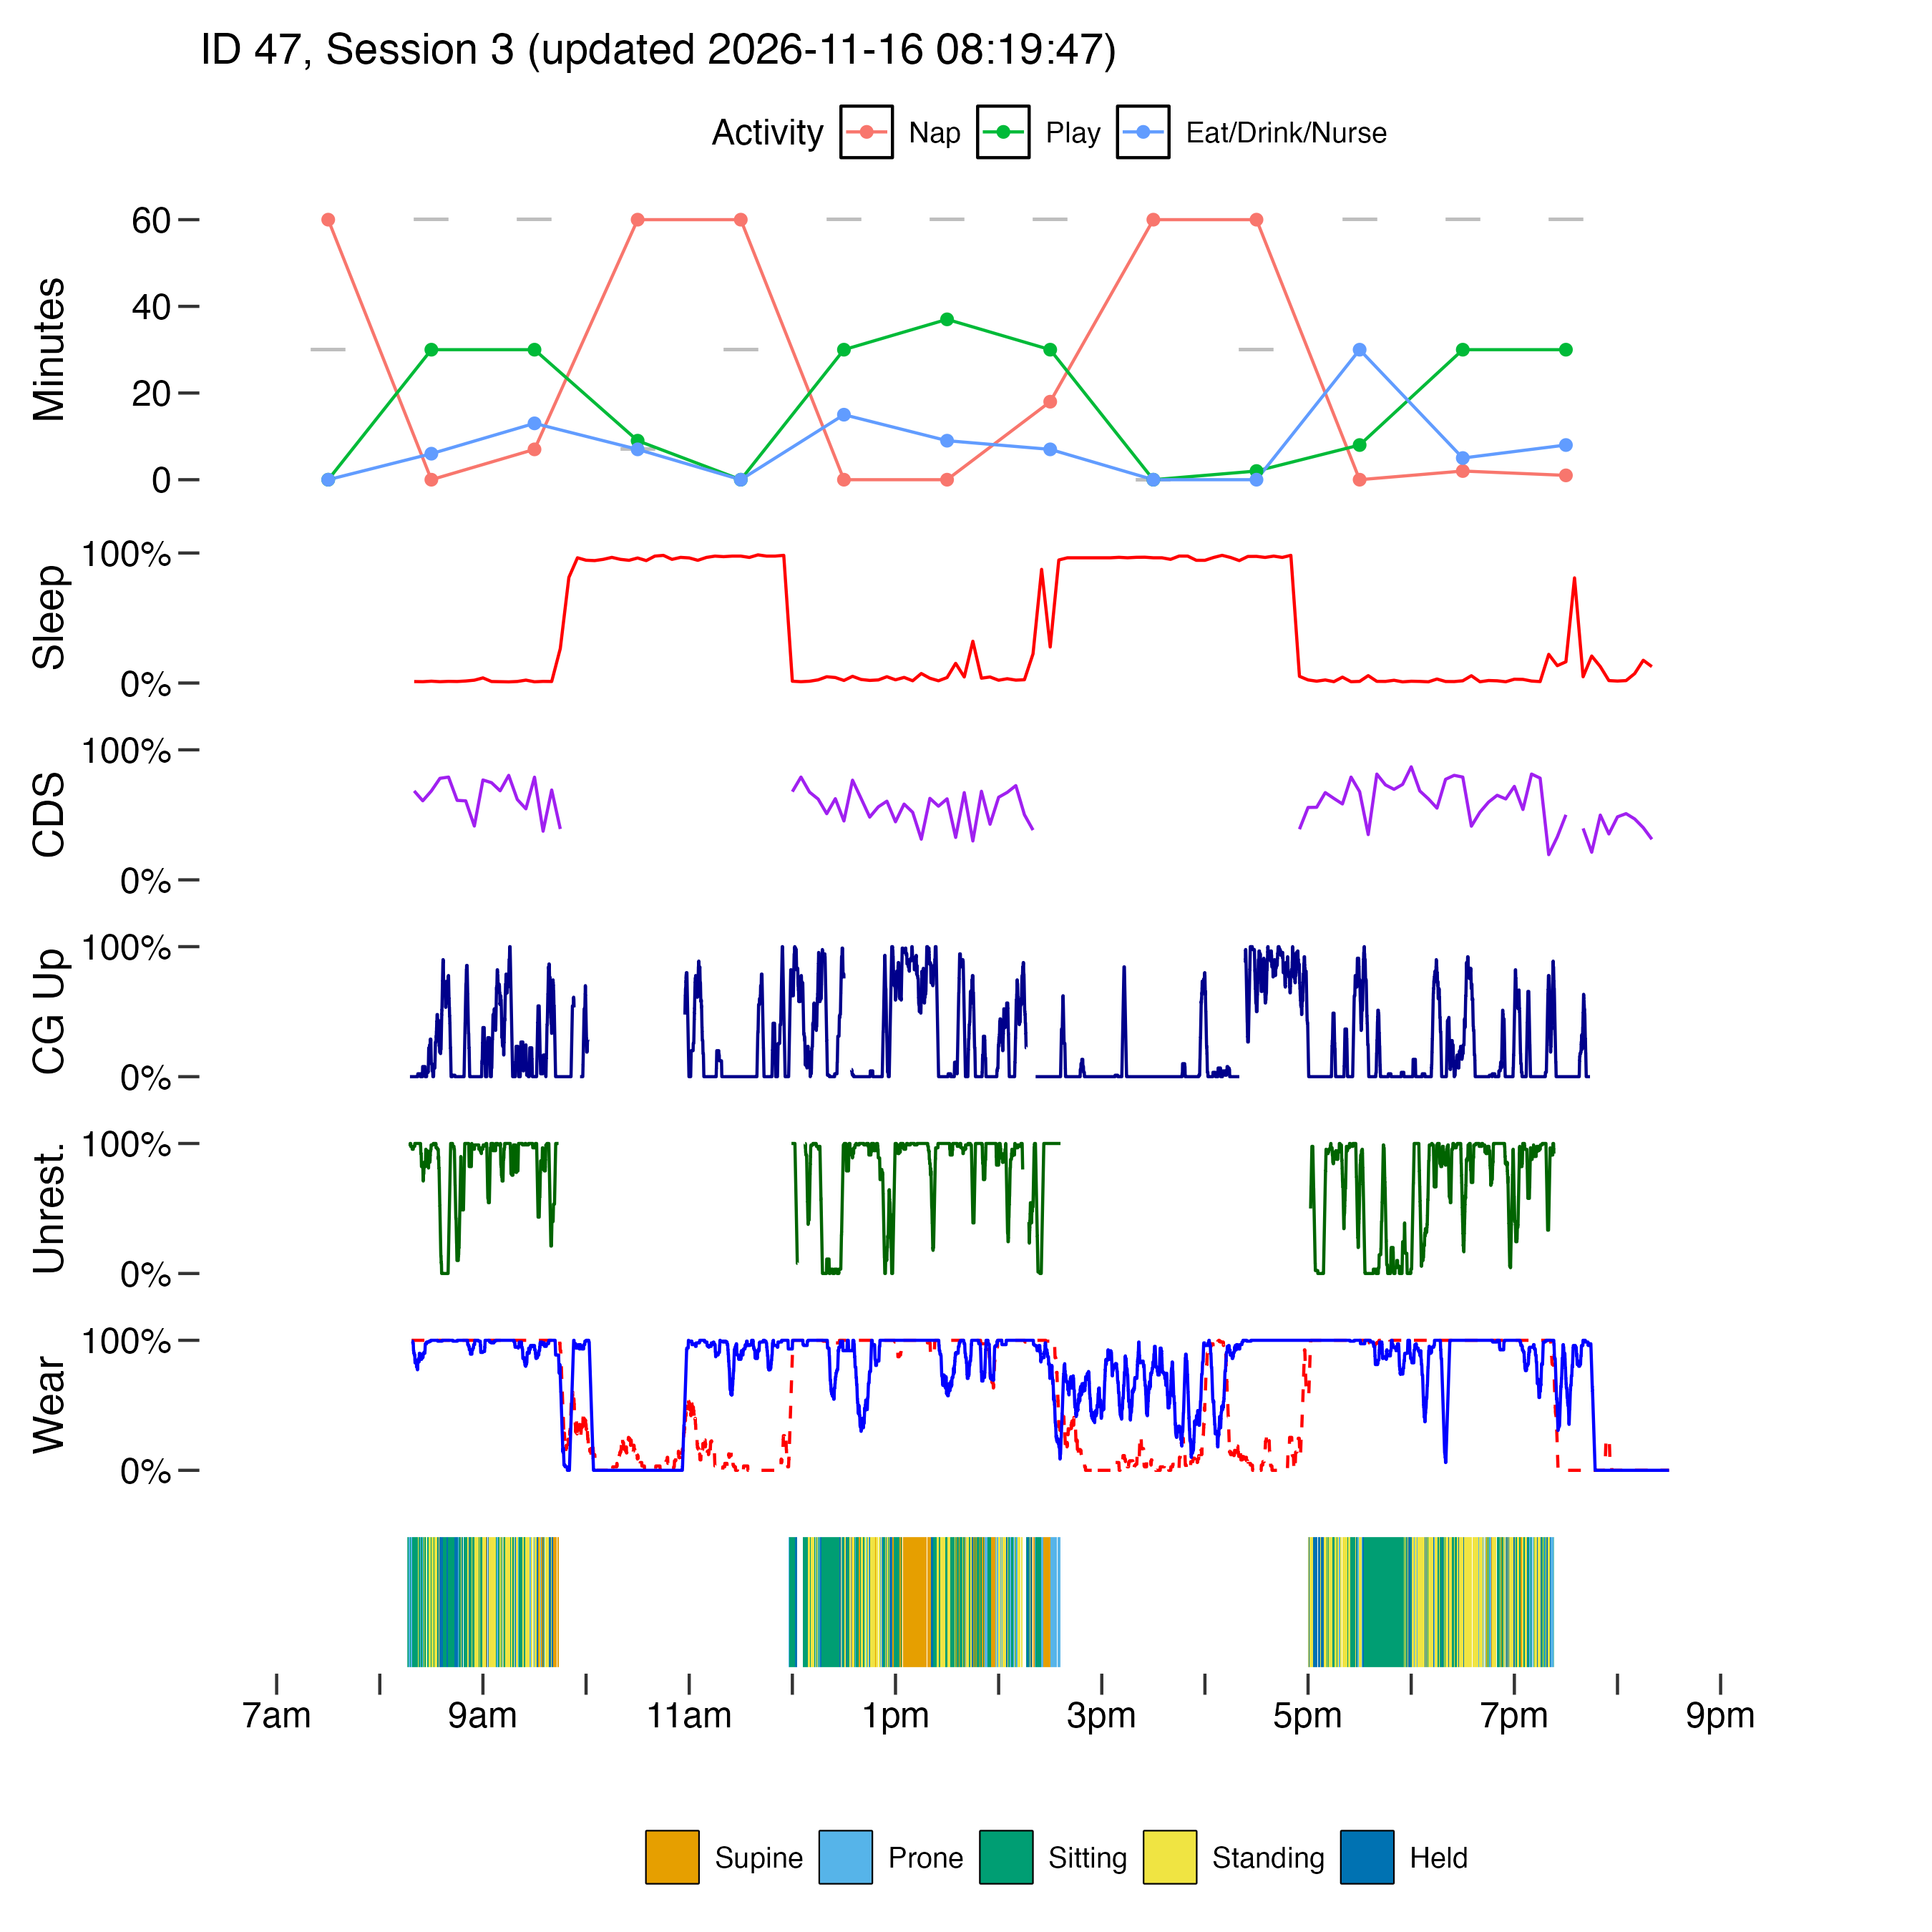 ID 47, Session 3 (updated 2026-11-16 08:19:47)
Activity Nap Play Eat/Drink/Nurse
Minutes
60
40
20
0
Sleep
100%
0%
CDS
100%
0%
CG Up
100%
0%
Unrest.
100%
0%
Wear
100%
0%
7am 9am 11am 1pm 3pm 5pm 7pm 9pm
Supine Prone Sitting Standing Held